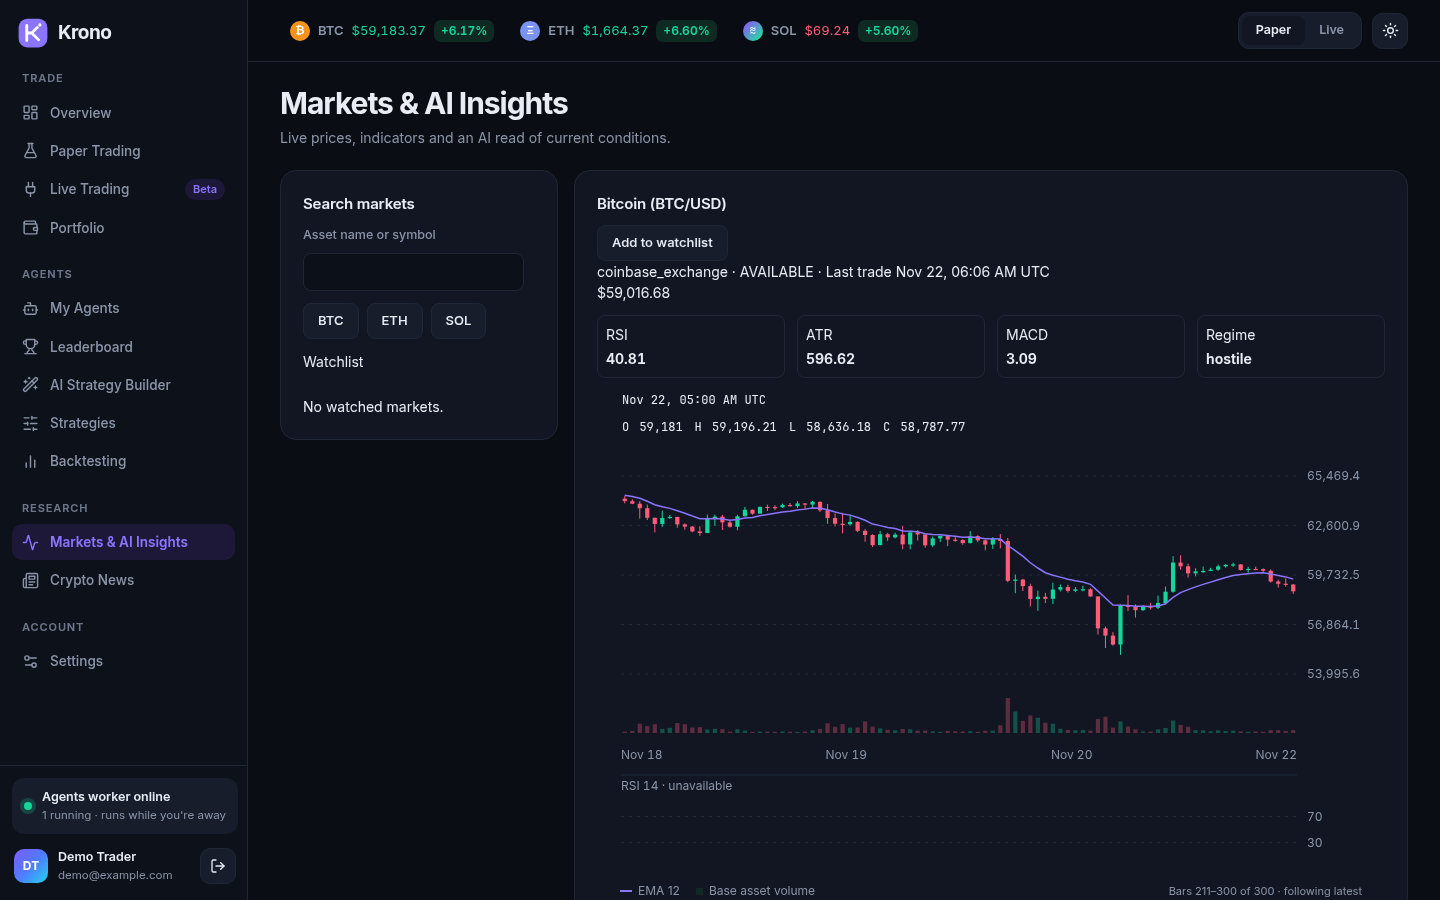 Krono
TRADE
Overview
Paper Trading
Live Trading Beta
Portfolio
AGENTS
My Agents
Leaderboard
AI Strategy Builder
Strategies
Backtesting
RESEARCH
Markets & AI Insights
Crypto News
ACCOUNT
Settings
Agents worker online
1 running · runs while you're away
DT
Demo Trader
demo@example.com
BTC $59,183.37 +6.17% ETH $1,664.37 +6.60% SOL $69.24 +5.60%
Paper Live
Markets & AI Insights
Live prices, indicators and an AI read of current conditions.
Search markets
Asset name or symbol
BTC ETH SOL
Watchlist
No watched markets.
Bitcoin (BTC/USD)
Add to watchlist
coinbase_exchange · AVAILABLE · Last trade Nov 22, 06:06 AM UTC
$59,016.68
RSI
40.81
ATR
596.62
MACD
3.09
Regime
hostile
Nov 22, 05:00 AM UTC
O 59,181 H 59,196.21 L 58,636.18 C 58,787.77
65,469.4
62,600.9
59,732.5
56,864.1
53,995.6
Nov 18 Nov 19 Nov 20 Nov 22
RSI 14 · unavailable
70
30
EMA 12 Base asset volume Bars 211–300 of 300 · following latest